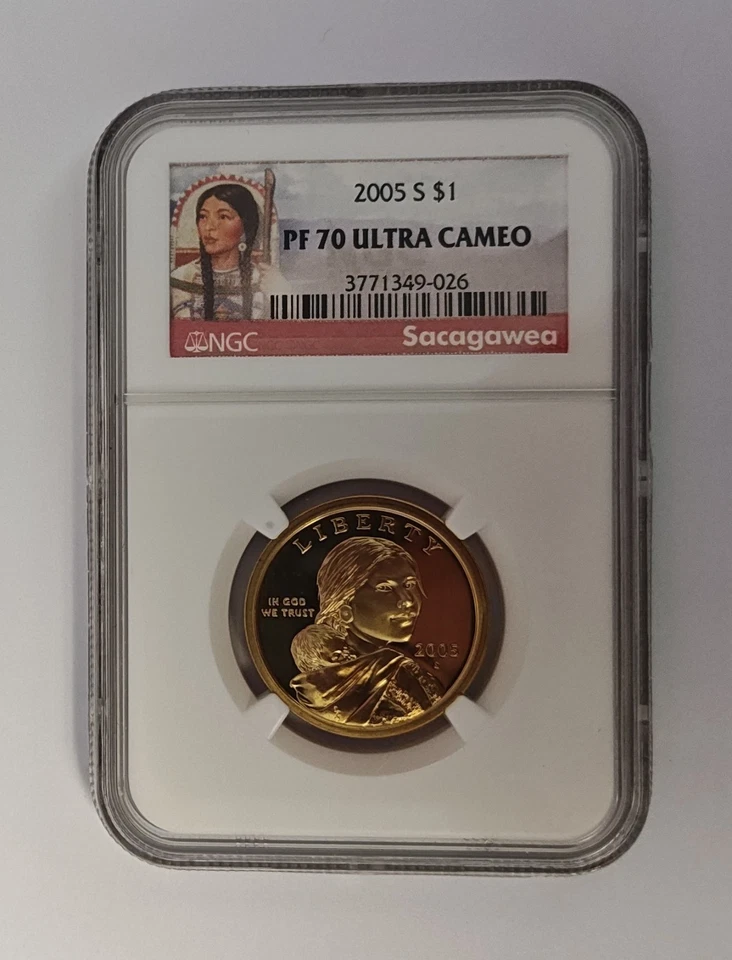 2005 S $1
PF 70 ULTRA CAMEO
3771349-026
NGC
Sacagawea
LIBERTY
IN GOD
WE TRUST
2005
S